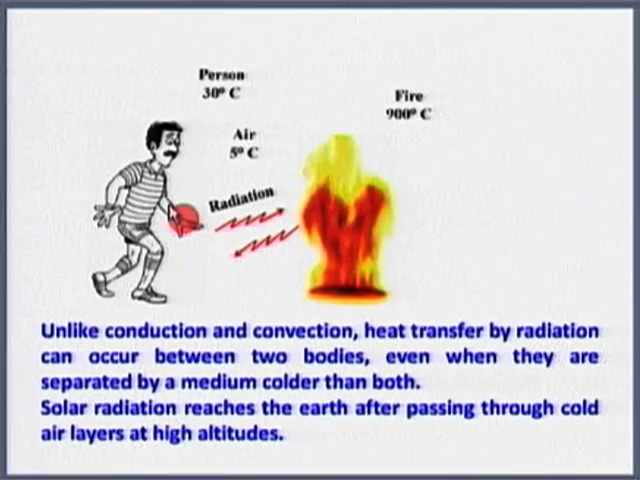 Person
30° C
Fire
900° C
Air
5° C
Radiation
Unlike conduction and convection, heat transfer by radiation
can occur between two bodies, even when they are
separated by a medium colder than both.
Solar radiation reaches the earth after passing through cold
air layers at high altitudes.